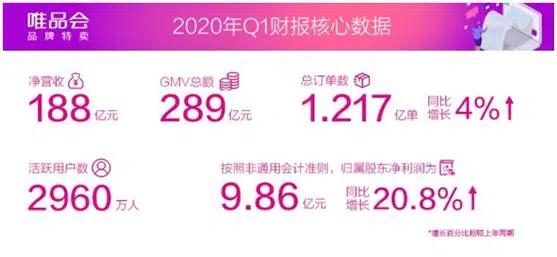 唯品会
品牌特卖
2020年Q1财报核心数据
净营收
188亿元
GMV总额
289亿元
总订单数
1.217亿单 同比增长4%↑
活跃用户数
2960万人
按照非通用会计准则，归属股东净利润为
9.86亿元 同比增长20.8%↑
*增长百分比相较上年同期